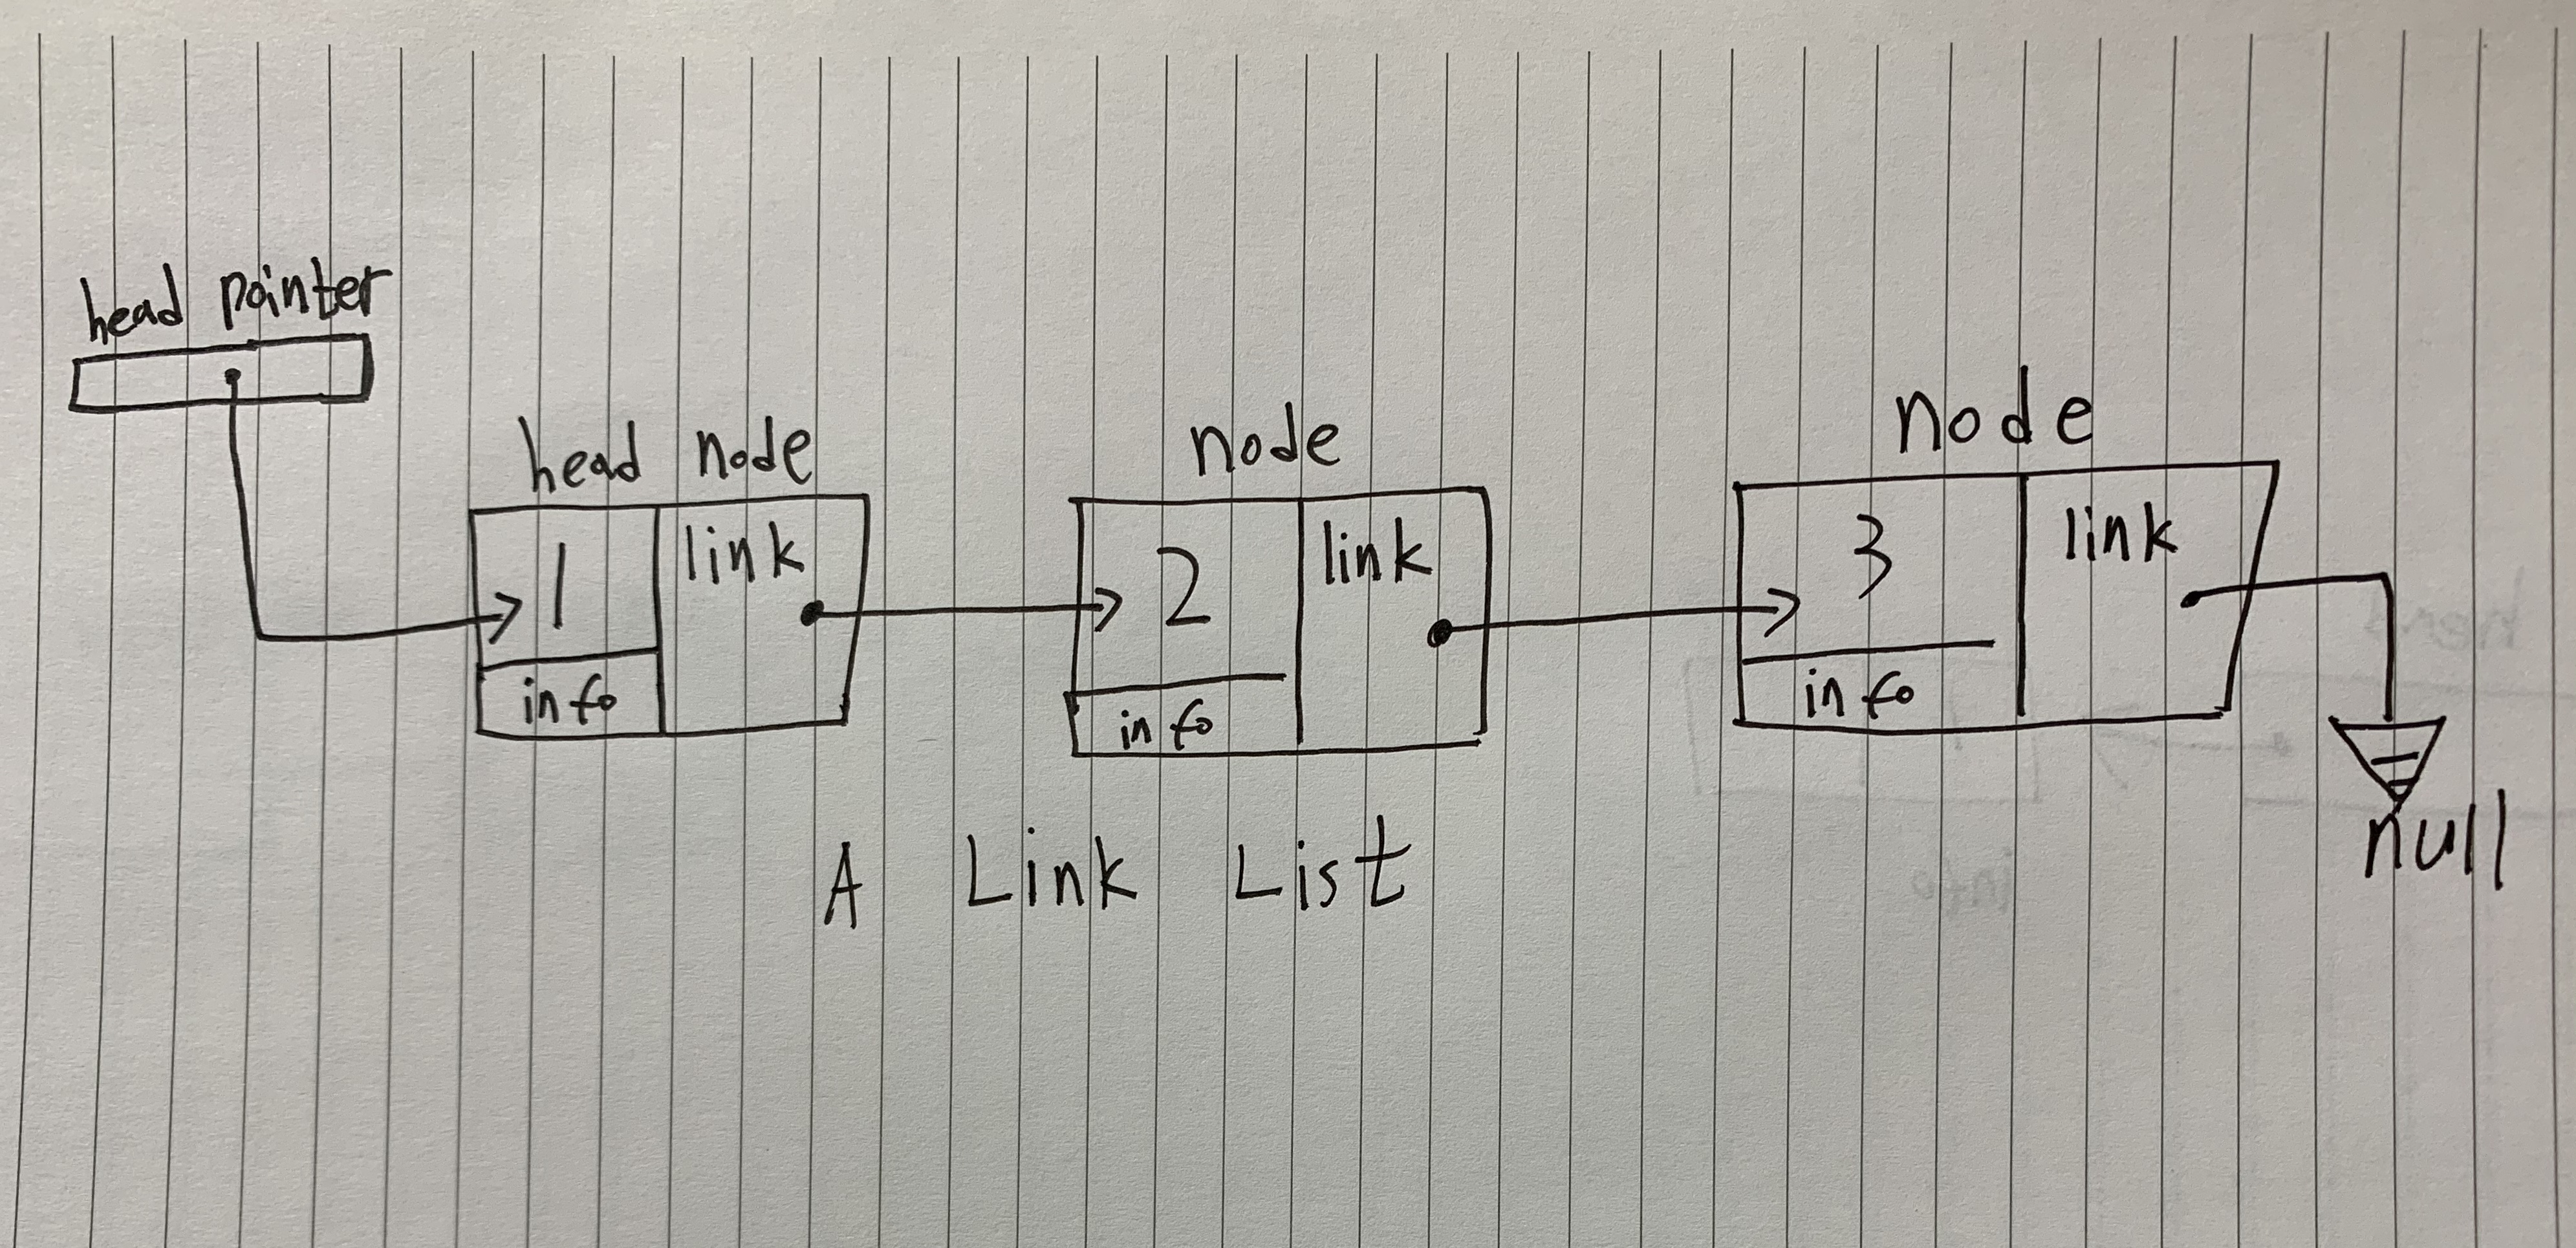 head pointer
head node
node
node
1
link
2
link
3
link
info
info
info
null
A Link List